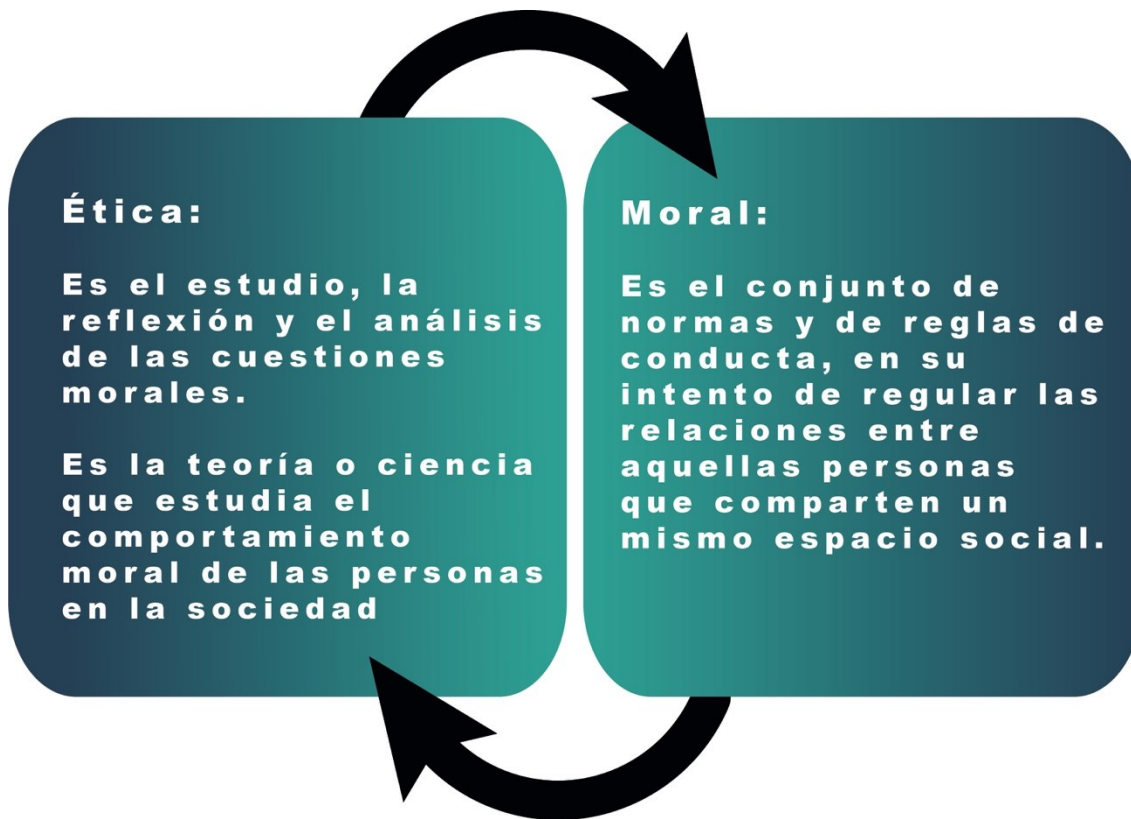 Ética:
Es el estudio, la
reflexión y el análisis
de las cuestiones
morales.
Es la teoría o ciencia
que estudia el
comportamiento
moral de las personas
en la sociedad
Moral:
Es el conjunto de
normas y de reglas de
conducta, en su
intento de regular las
relaciones entre
aquellas personas
que comparten un
mismo espacio social.